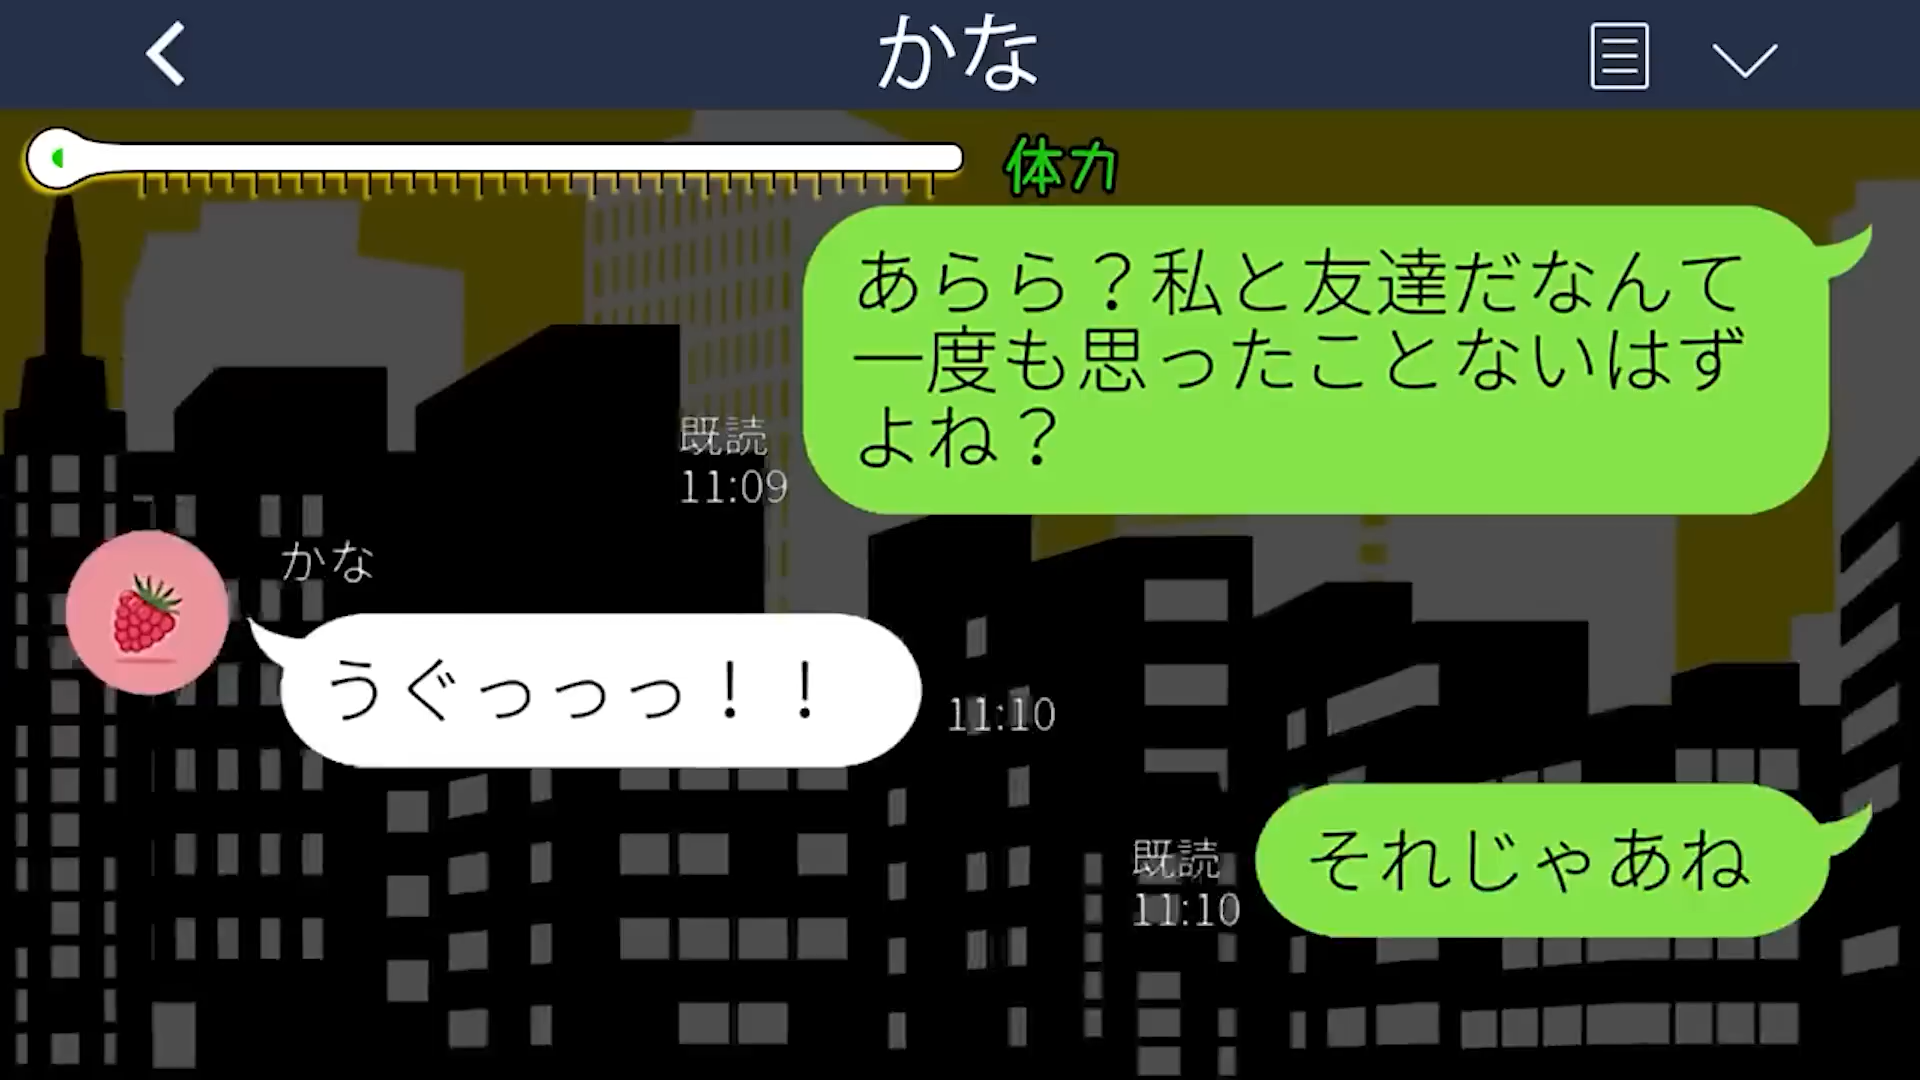 かな
体力
あらら？私と友達だなんて
一度も思ったことないはず
よね？
既読
11:09
かな
うぐっっっ！！
11:10
それじゃあね
既読
11:10